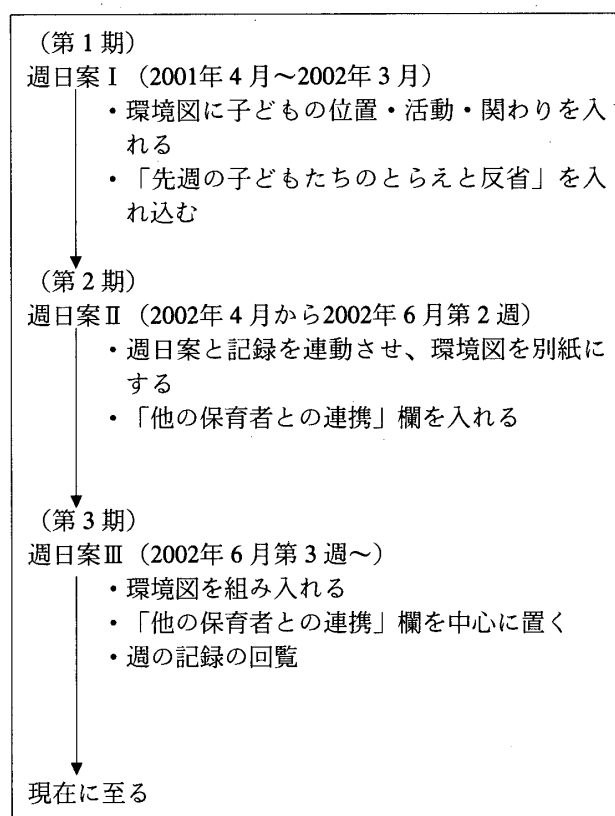 （第１期）
週日案Ⅰ（2001年４月～2002年３月）
・環境図に子どもの位置・活動・関わりを入
れる
・「先週の子どもたちのとらえと反省」を入
れ込む
（第２期）
週日案Ⅱ（2002年４月から2002年６月第２週）
・週日案と記録を連動させ、環境図を別紙に
する
・「他の保育者との連携」欄を入れる
（第３期）
週日案Ⅲ（2002年６月第３週～）
・環境図を組み入れる
・「他の保育者との連携」欄を中心に置く
・週の記録の回覧
現在に至る